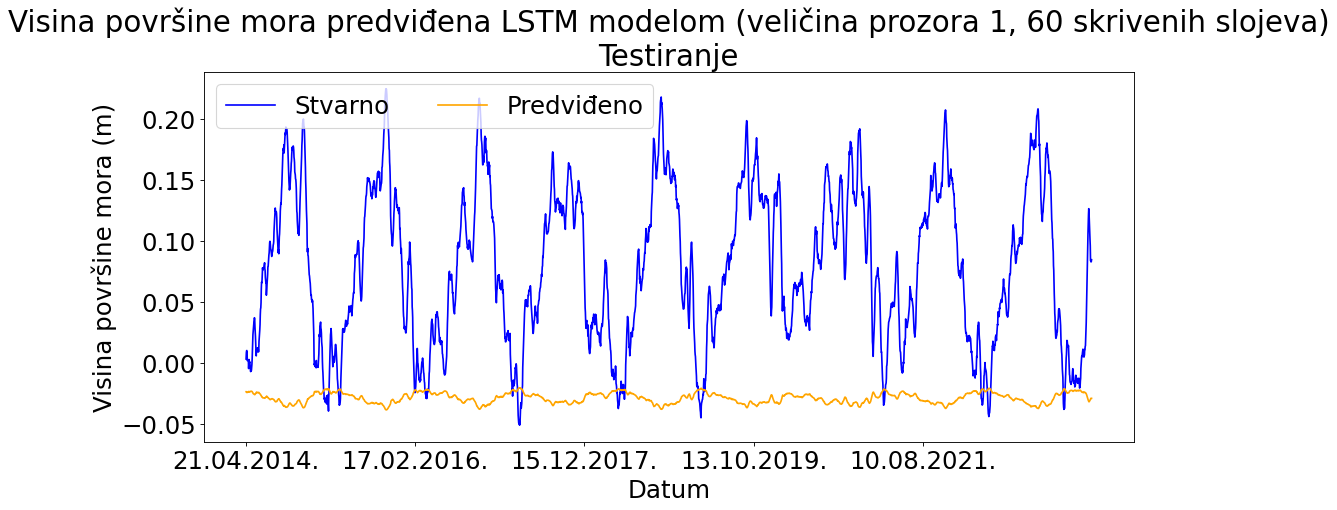 Visina površine mora predviđena LSTM modelom (veličina prozora 1, 60 skrivenih slojeva)
Testiranje
Stvarno Predviđeno
Visina površine mora (m)
0.20
0.15
0.10
0.05
0.00
−0.05
21.04.2014. 17.02.2016. 15.12.2017. 13.10.2019. 10.08.2021.
Datum